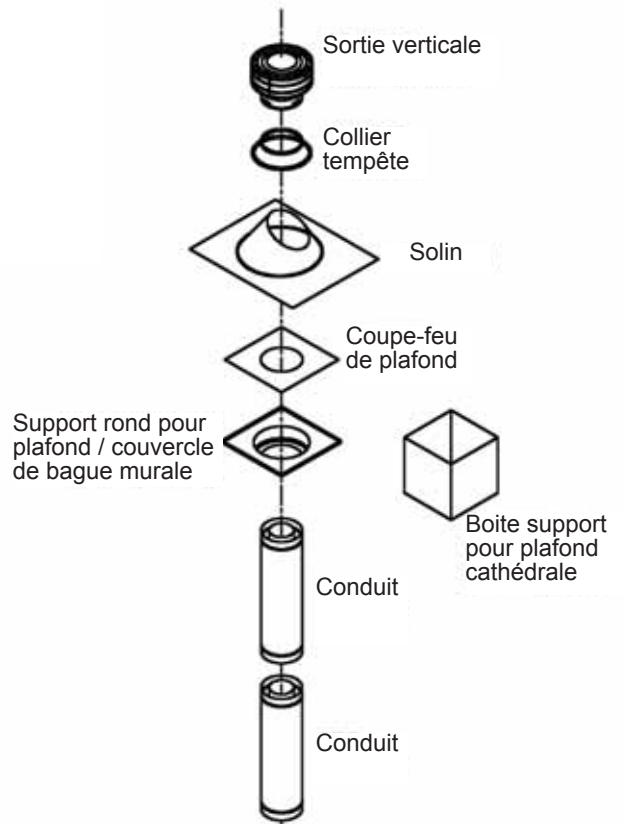 Sortie verticale
Collier
tempête
Solin
Coupe-feu
de plafond
Support rond pour
plafond / couvercle
de bague murale
Boite support
pour plafond
cathédrale
Conduit
Conduit